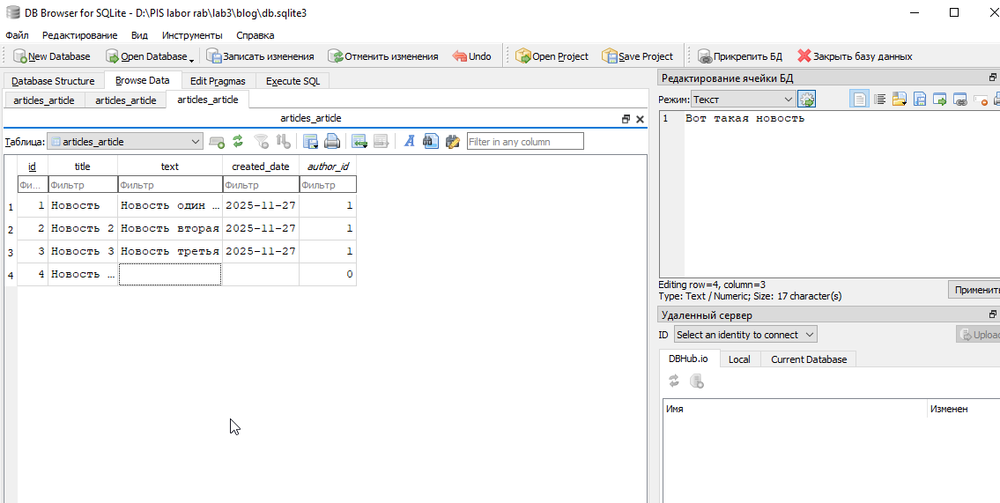 DB Browser for SQLite - D:\PIS labor rab\lab3\blog\db.sqlite3
Файл Редактирование Вид Инструменты Справка
New Database Open Database Записать изменения Отменить изменения Undo Open Project Save Project Прикрепить БД Закрыть базу данных
Database Structure Browse Data Edit Pragmas Execute SQL
articles_article articles_article articles_article
articles_article
Таблица: articles_article Filter in any column
id title text created_date author_id
Фи... Фильтр Фильтр Фильтр Фильтр
1 1 Новость Новость один ... 2025-11-27 1
2 2 Новость 2 Новость вторая 2025-11-27 1
3 3 Новость 3 Новость третья 2025-11-27 1
4 4 Новость ... 0
Редактирование ячейки БД
Режим: Текст
1 Вот такая новость
Editing row=4, column=3
Type: Text / Numeric; Size: 17 character(s)
Применить
Удаленный сервер
ID Select an identity to connect Upload
DBHub.io Local Current Database
Имя Изменен